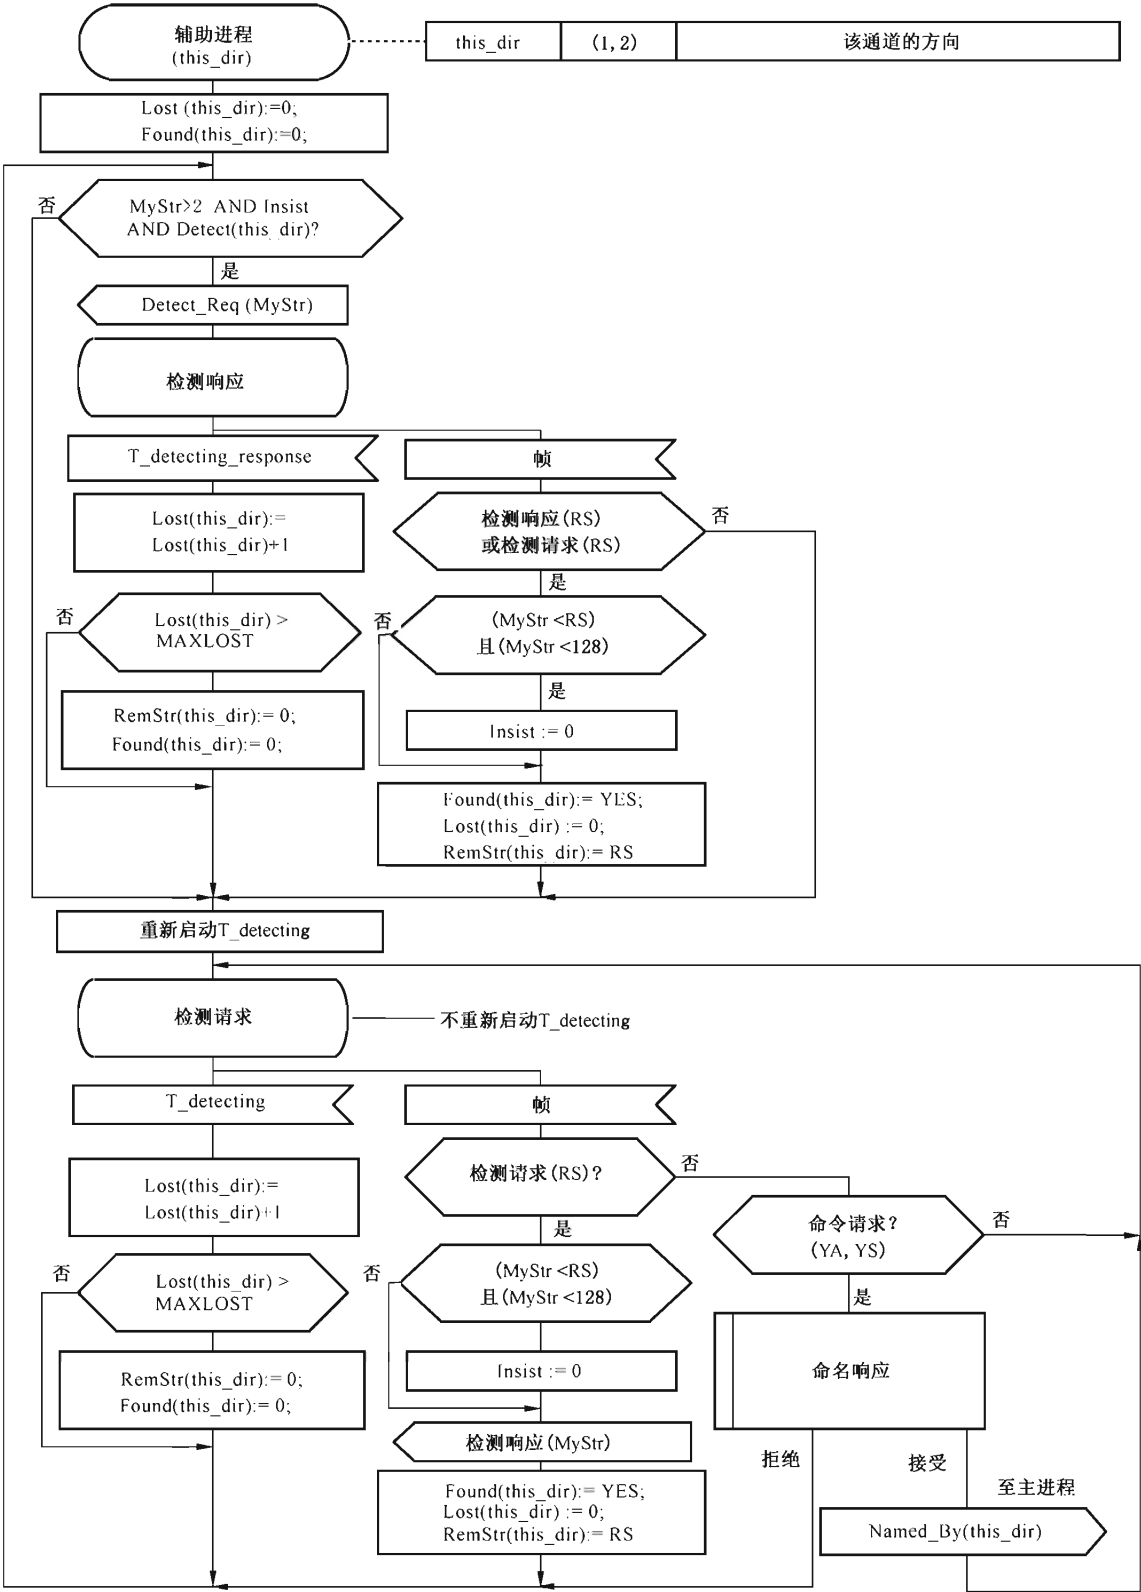 辅助进程
(this_dir)
this_dir
(1,2)
该通道的方向
Lost (this_dir):=0;
Found(this_dir):=0;
否
MyStr>2 AND Insist
AND Detect(this_dir)?
是
Detect_Req (MyStr)
检测响应
T_detecting_response
帧
Lost(this_dir):=
Lost(this_dir)+1
检测响应(RS)
或检测请求(RS)
否
是
否
Lost(this_dir) >
MAXLOST
否
(MyStr <RS)
且(MyStr <128)
是
RemStr(this_dir):= 0;
Found(this_dir):= 0;
Insist := 0
Found(this_dir):= YES;
Lost(this_dir) := 0;
RemStr(this_dir):= RS
重新启动T_detecting
检测请求
不重新启动T_detecting
T_detecting
帧
Lost(this_dir):=
Lost(this_dir)+1
检测请求(RS)?
否
是
命令请求?
(YA, YS)
否
是
否
Lost(this_dir) >
MAXLOST
否
(MyStr <RS)
且(MyStr <128)
RemStr(this_dir):= 0;
Found(this_dir):= 0;
Insist := 0
命名响应
检测响应(MyStr)
拒绝
接受
至主进程
Found(this_dir):= YES;
Lost(this_dir) := 0;
RemStr(this_dir):= RS
Named_By(this_dir)